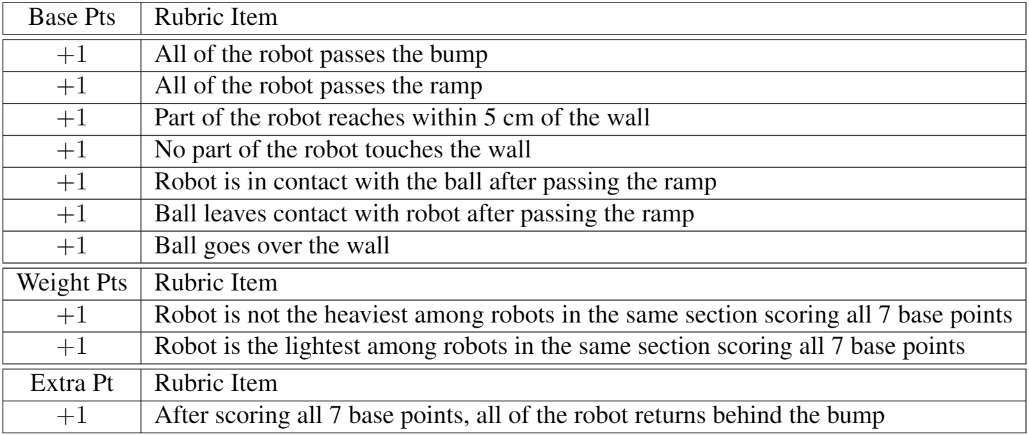 Base Pts Rubric Item
+1 All of the robot passes the bump
+1 All of the robot passes the ramp
+1 Part of the robot reaches within 5 cm of the wall
+1 No part of the robot touches the wall
+1 Robot is in contact with the ball after passing the ramp
+1 Ball leaves contact with robot after passing the ramp
+1 Ball goes over the wall
Weight Pts Rubric Item
+1 Robot is not the heaviest among robots in the same section scoring all 7 base points
+1 Robot is the lightest among robots in the same section scoring all 7 base points
Extra Pt Rubric Item
+1 After scoring all 7 base points, all of the robot returns behind the bump